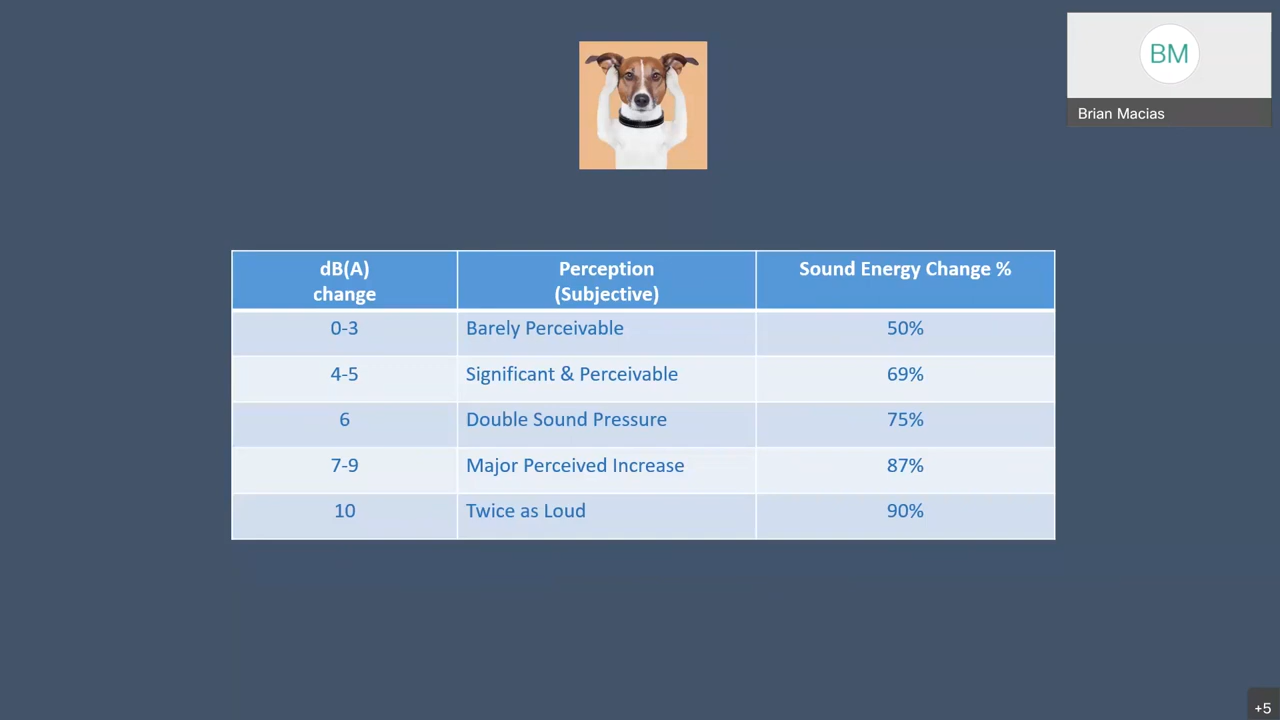 BM
Brian Macias
dB(A) change
Perception (Subjective)
Sound Energy Change %
0-3 Barely Perceivable 50%
4-5 Significant & Perceivable 69%
6 Double Sound Pressure 75%
7-9 Major Perceived Increase 87%
10 Twice as Loud 90%
+5